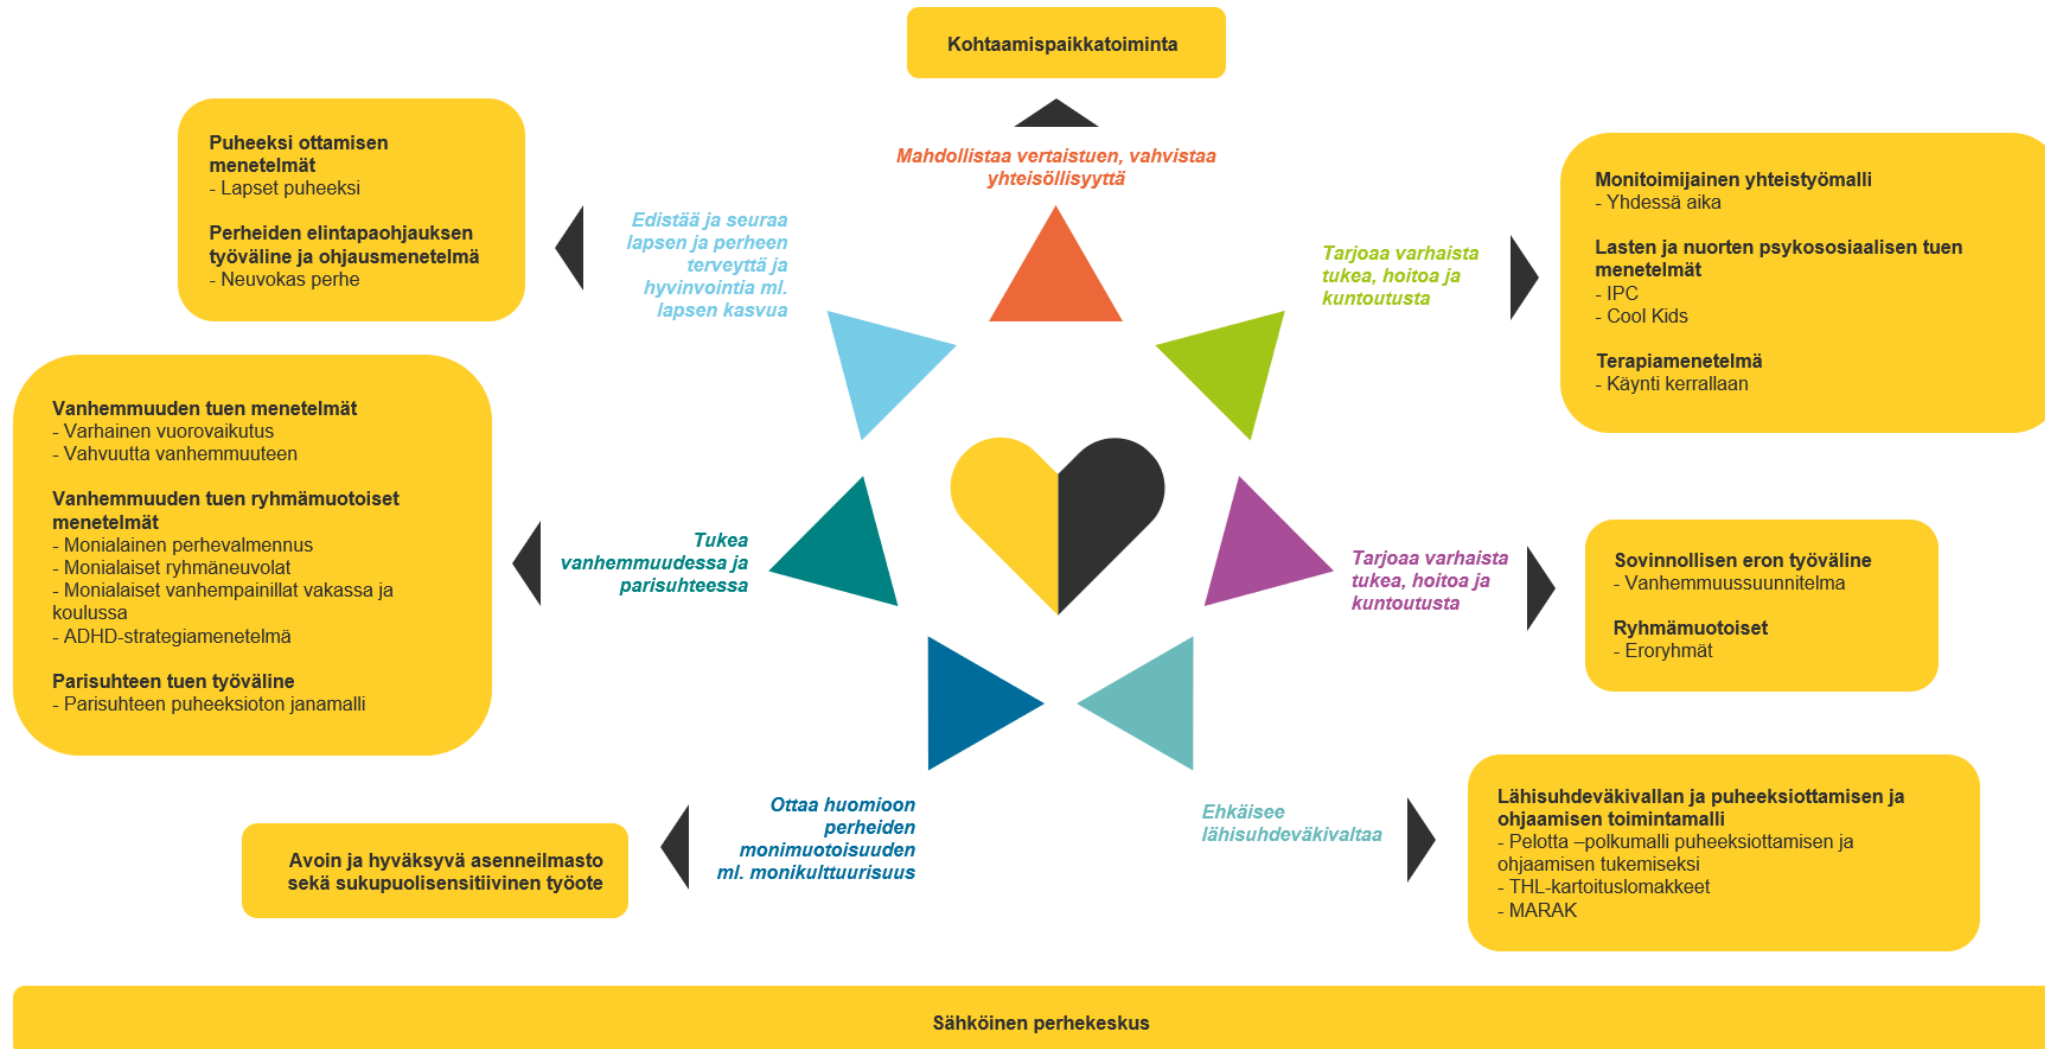 Kohtaamispaikkatoiminta
Mahdollistaa vertaistuen, vahvistaa
yhteisöllisyyttä
Puheeksi ottamisen
menetelmät
- Lapset puheeksi
Perheiden elintapaohjauksen
työväline ja ohjausmenetelmä
- Neuvokas perhe
Edistää ja seuraa
lapsen ja perheen
terveyttä ja
hyvinvointia ml.
lapsen kasvua
Tarjoaa varhaista
tukea, hoitoa ja
kuntoutusta
Monitoimijainen yhteistyömalli
- Yhdessä aika
Lasten ja nuorten psykososiaalisen tuen
menetelmät
- IPC
- Cool Kids
Terapiamenetelmä
- Käynti kerrallaan
Vanhemmuuden tuen menetelmät
- Varhainen vuorovaikutus
- Vahvuutta vanhemmuuteen
Vanhemmuuden tuen ryhmämuotoiset
menetelmät
- Monialainen perhevalmennus
- Monialaiset ryhmäneuvolat
- Monialaiset vanhempainillat vakassa ja
koulussa
- ADHD-strategiamenetelmä
Parisuhteen tuen työväline
- Parisuhteen puheeksioton janamalli
Tukea
vanhemmuudessa ja
parisuhteessa
Tarjoaa varhaista
tukea, hoitoa ja
kuntoutusta
Sovinnollisen eron työväline
- Vanhemmuussuunnitelma
Ryhmämuotoiset
- Eroryhmät
Avoin ja hyväksyvä asenneilmasto
sekä sukupuolisensitiivinen työote
Ottaa huomioon
perheiden
monimuotoisuuden
ml. monikulttuurisuus
Ehkäisee
lähisuhdeväkivaltaa
Lähisuhdeväkivallan ja puheeksiottamisen ja
ohjaamisen toimintamalli
- Pelotta –polkumalli puheeksiottamisen ja
ohjaamisen tukemiseksi
- THL-kartoituslomakkeet
- MARAK
Sähköinen perhekeskus